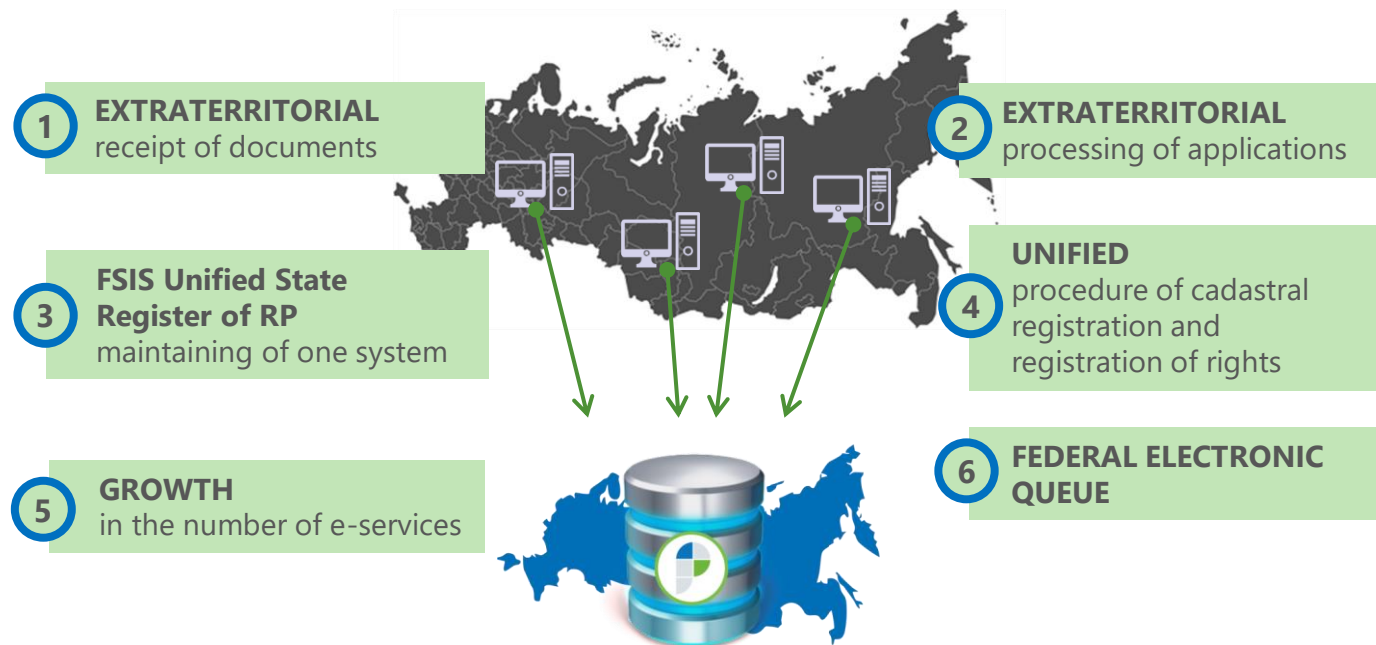 1
EXTRATERRITORIAL
receipt of documents
2
EXTRATERRITORIAL
processing of applications
3
FSIS Unified State
Register of RP
maintaining of one system
4
UNIFIED
procedure of cadastral
registration and
registration of rights
5
GROWTH
in the number of e-services
6
FEDERAL ELECTRONIC
QUEUE